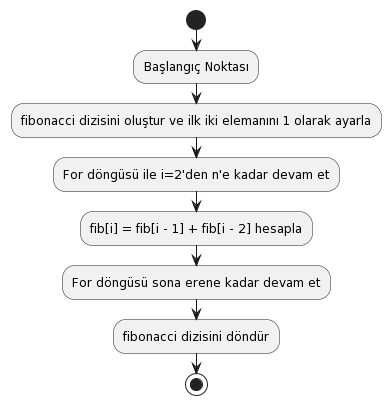 Başlangıç Noktası
fibonacci dizisini oluştur ve ilk iki elemanını 1 olarak ayarla
For döngüsü ile i=2'den n'e kadar devam et
fib[i] = fib[i - 1] + fib[i - 2] hesapla
For döngüsü sona erene kadar devam et
fibonacci dizisini döndür